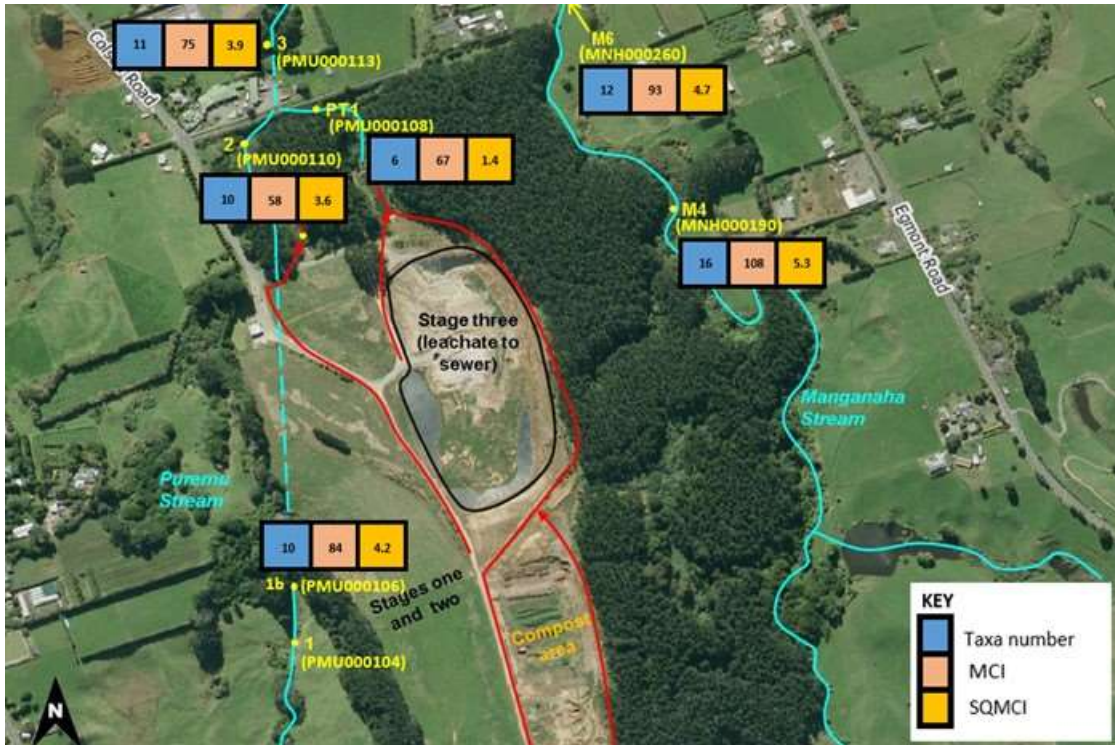 11 75 3.9
3
(PMU000113)
Road
M6
(MNH000260)
12 93 4.7
PT1
(PMU000108)
2
(PMU000110)
6 67 1.4
10 58 3.6
M4
(MNH000190)
16 108 5.3
Egmont Road
Stage three
(leachate to
sewer)
Manganaha
Stream
Puremu
Stream
10 84 4.2
1b (PMU000106)
Stages one
and two
1
(PMU000104)
Compost
area
N
KEY
Taxa number
MCI
SQMCI